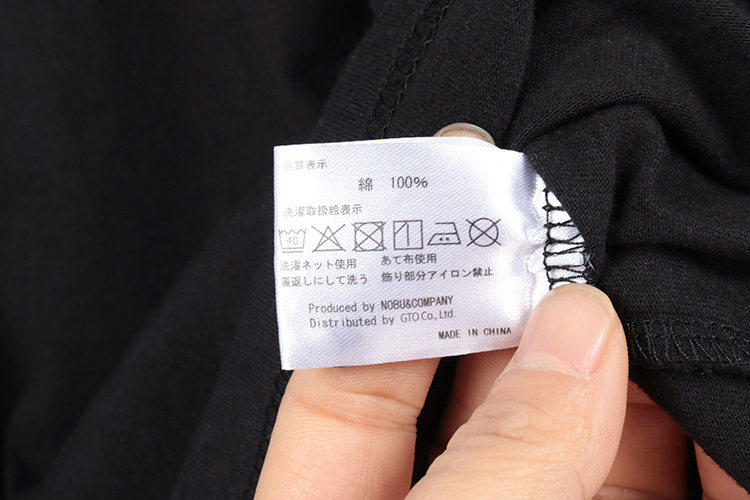 品質表示
綿 100%
洗濯取扱絵表示
40
洗濯ネット使用 あて布使用
裏返しにして洗う 飾り部分アイロン禁止
Produced by NOBU&COMPANY
Distributed by GTO Co., Ltd.
MADE IN CHINA